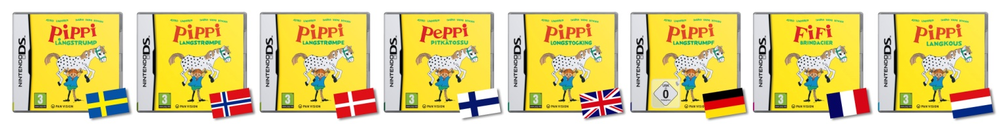 NINTENDO DS
ASTRID LINDGREN INGRID VANG NYMAN
PIPPI
LÅNGSTRUMP
3
PAN VISION
NINTENDO DS
ASTRID LINDGREN INGRID VANG NYMAN
PIPPI
LANGSTRØMPE
3
PAN VISION
NINTENDO DS
ASTRID LINDGREN INGRID VANG NYMAN
PIPPI
LANGSTRØMPE
3
PAN VISION
NINTENDO DS
ASTRID LINDGREN INGRID VANG NYMAN
PePPi
PITKÄTOSSU
3
PAN VISION
NINTENDO DS
ASTRID LINDGREN INGRID VANG NYMAN
PIPPI
LONGSTOCKING
3
PAN VISION
NINTENDO DS
ASTRID LINDGREN INGRID VANG NYMAN
PIPPI
LANGSTRUMPF
USK
0
PAN VISION
NINTENDO DS
ASTRID LINDGREN INGRID VANG NYMAN
FiFi
BRINDACIER
3
PAN VISION
NINTENDO DS
ASTRID LINDGREN INGRID VANG NYMAN
PIPPI
LANGKOUS
3
PAN VISION